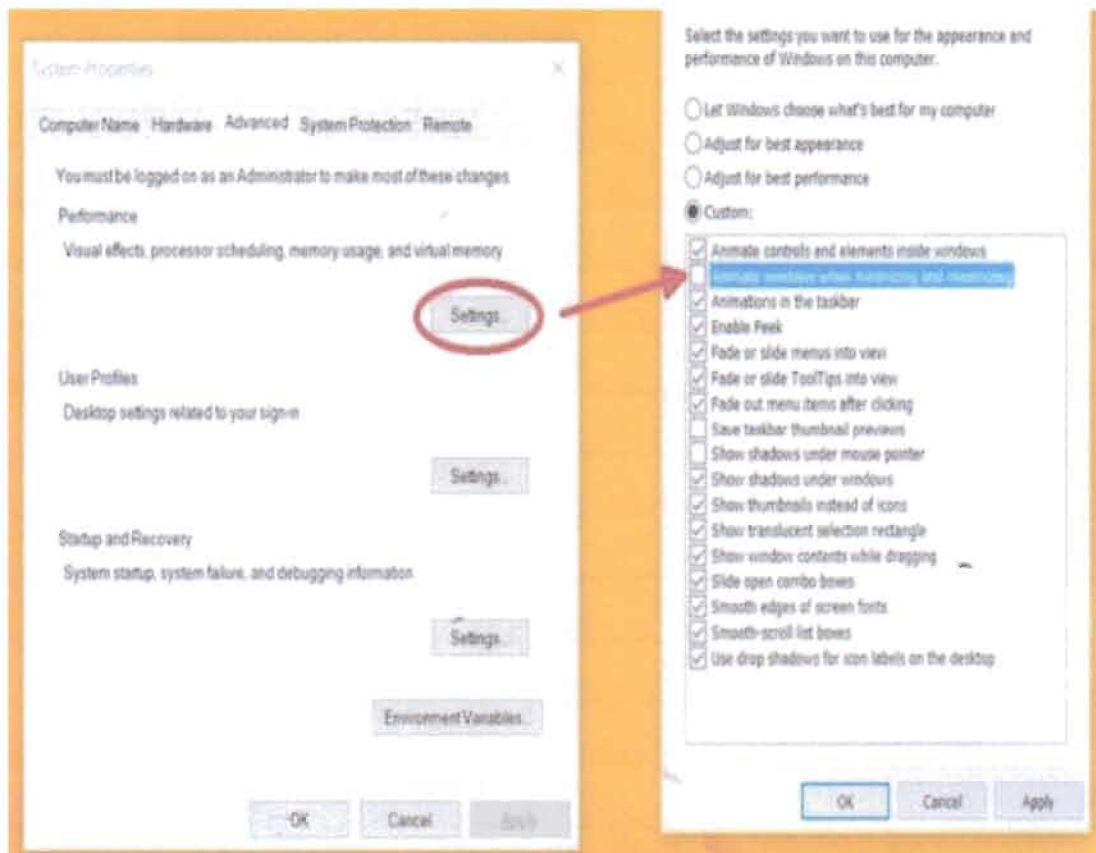 System Properties
Computer Name Hardware Advanced System Protection Remote
You must be logged on as an Administrator to make most of these changes
Performance
Visual effects, processor scheduling, memory usage, and virtual memory
Settings...
User Profiles
Desktop settings related to your sign-in
Settings...
Startup and Recovery
System startup, system failure, and debugging information
Settings...
Environment Variables...
OK Cancel Apply
Select the settings you want to use for the appearance and
performance of Windows on this computer.
Let Windows choose what's best for my computer
Adjust for best appearance
Adjust for best performance
Custom:
Animate controls and elements inside windows
Animate windows when minimizing and maximizing
Animations in the taskbar
Enable Peek
Fade or slide menus into view
Fade or slide ToolTips into view
Fade out menu items after clicking
Save taskbar thumbnail previews
Show shadows under mouse pointer
Show shadows under windows
Show thumbnails instead of icons
Show translucent selection rectangle
Show window contents while dragging
Slide open combo boxes
Smooth edges of screen fonts
Smooth-scroll list boxes
Use drop shadows for icon labels on the desktop
OK Cancel Apply